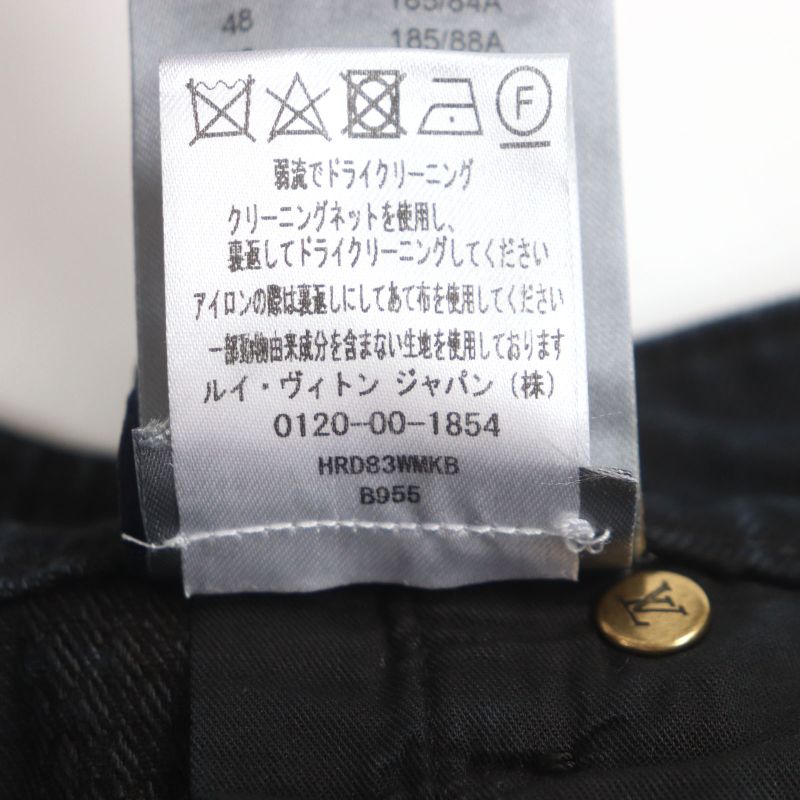 185/84A
48
185/88A
F
弱流でドライクリーニング
クリーニングネットを使用し、
裏返してドライクリーニングしてください
アイロンの際は裏返しにしてあて布を使用してください
一部動物由来成分を含まない生地を使用しております
ルイ・ヴィトン ジャパン（株）
0120-00-1854
HRD83WMKB
B955
LV